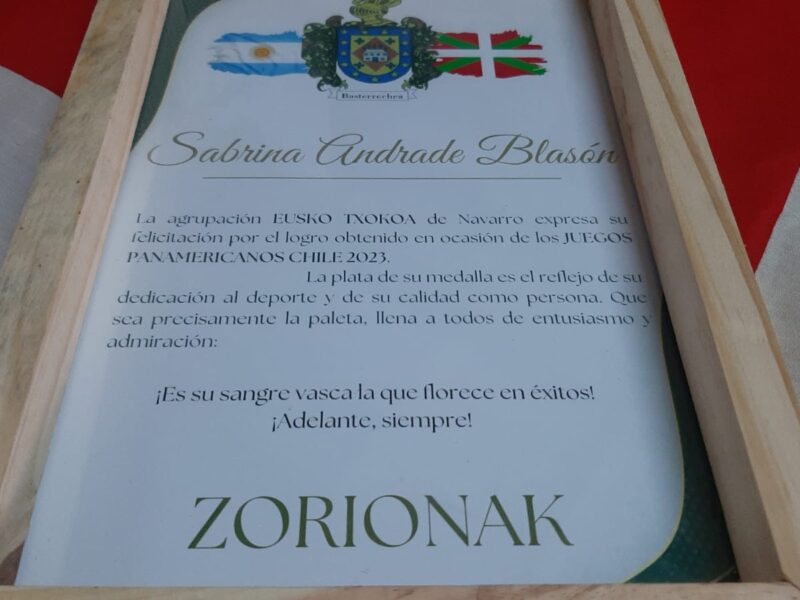 Basterrechea
Sabrina Andrade Blasón
La agrupación EUSKO TXOKOA de Navarro expresa su
felicitación por el logro obtenido en ocasión de los JUEGOS
PANAMERICANOS CHILE 2023.
La plata de su medalla es el reflejo de su
dedicación al deporte y de su calidad como persona. Que
sea precisamente la paleta, llena a todos de entusiasmo y
admiración:
¡Es su sangre vasca la que florece en éxitos!
¡Adelante, siempre!
ZORIONAK